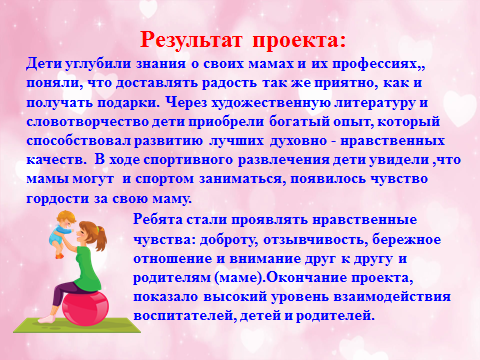 Результат проекта:
Дети углубили знания о своих мамах и их профессиях,,
поняли, что доставлять радость так же приятно, как и
получать подарки. Через художественную литературу и
словотворчество дети приобрели богатый опыт, который
способствовал развитию лучших духовно - нравственных
качеств. В ходе спортивного развлечения дети увидели ,что
мамы могут и спортом заниматься, появилось чувство
гордости за свою маму.
Ребята стали проявлять нравственные
чувства: доброту, отзывчивость, бережное
отношение и внимание друг к другу и
родителям (маме).Окончание проекта,
показало высокий уровень взаимодействия
воспитателей, детей и родителей.